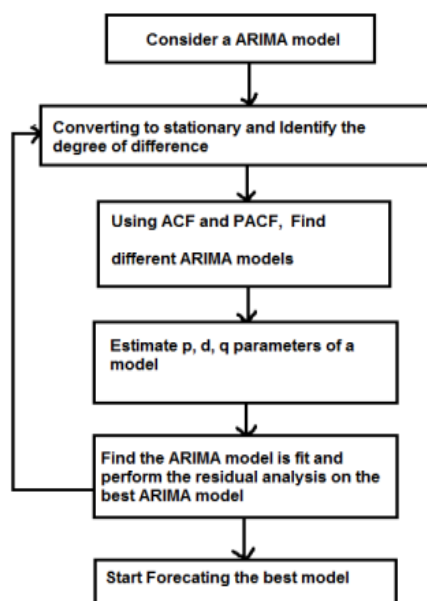 Consider a ARIMA model
Converting to stationary and Identify the
degree of difference
Using ACF and PACF, Find
different ARIMA models
Estimate p, d, q parameters of a
model
Find the ARIMA model is fit and
perform the residual analysis on the
best ARIMA model
Start Forecating the best model